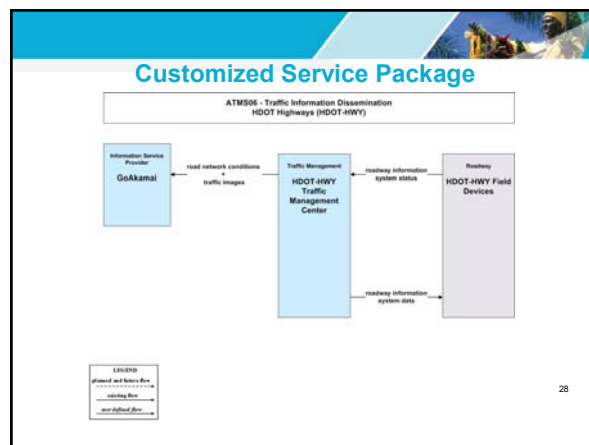 Customized Service Package
ATMS06 - Traffic Information Dissemination
HDOT Highways (HDOT-HWY)
Information Service
Provider
GoAkamai
road network conditions
+
traffic images
Traffic Management
HDOT-HWY
Traffic
Management
Center
roadway information
system status
Roadway
HDOT-HWY Field
Devices
roadway information
system data
LEGEND
planned and future flow
existing flow
user defined flow
28